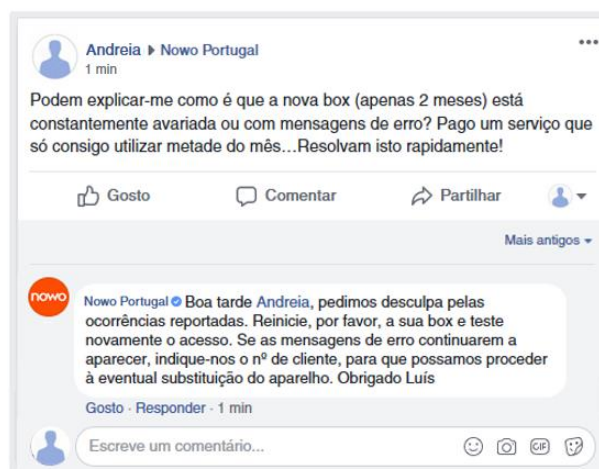 Andreia ▸ Nowo Portugal
1 min
Podem explicar-me como é que a nova box (apenas 2 meses) está
constantemente avariada ou com mensagens de erro? Pago um serviço que
só consigo utilizar metade do mês…Resolvam isto rapidamente!
Gosto Comentar Partilhar
Mais antigos
nowo
Nowo Portugal Boa tarde Andreia, pedimos desculpa pelas
ocorrências reportadas. Reinicie, por favor, a sua box e teste
novamente o acesso. Se as mensagens de erro continuarem a
aparecer, indique-nos o nº de cliente, para que possamos proceder
à eventual substituição do aparelho. Obrigado Luís
Gosto · Responder · 1 min
Escreve um comentário... GIF